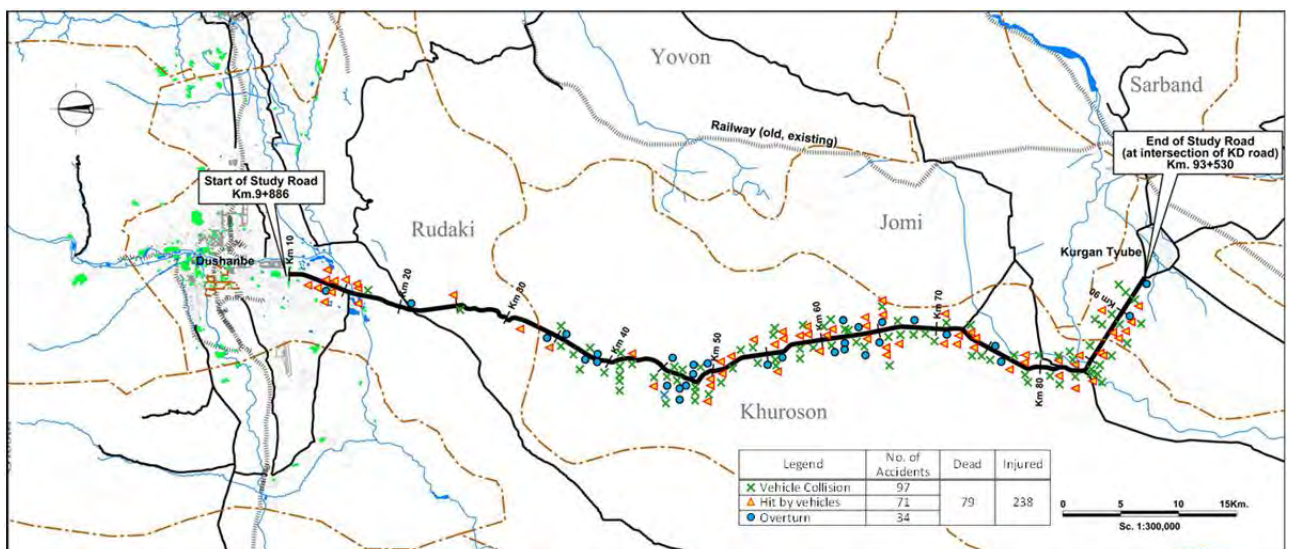 Yovon
Sarband
Railway (old, existing)
End of Study Road
(at intersection of KD road)
Km. 93+530
Start of Study Road
Km.9+886
Rudaki
Jomi
Km 10
Dushanbe
Kurgan Tyube
Km 20
Km 30
Km 40
Km 50
Km 60
Km 70
Km 80
Km 90
Khuroson
Legend No. of Accidents Dead Injured
Vehicle Collision 97
Hit by vehicles 71 79 238
Overturn 34
0 5 10 15Km.
Sc. 1:300,000